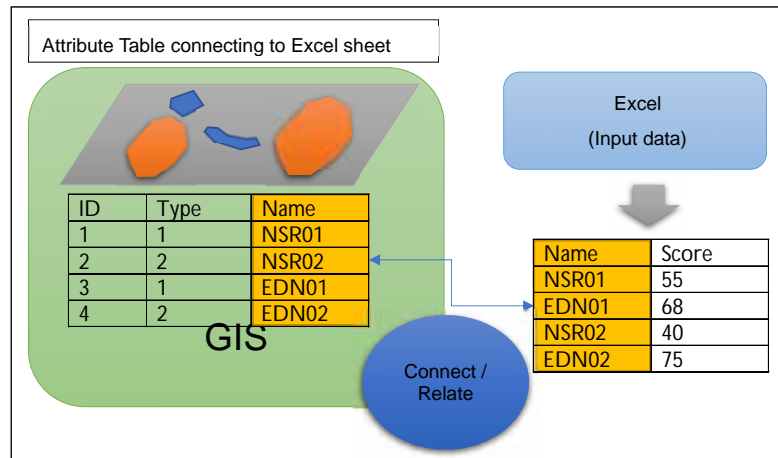 Attribute Table connecting to Excel sheet
Excel
(Input data)
ID Type Name
1 1 NSR01
2 2 NSR02
3 1 EDN01
4 2 EDN02
GIS
Name Score
NSR01 55
EDN01 68
NSR02 40
EDN02 75
Connect /
Relate